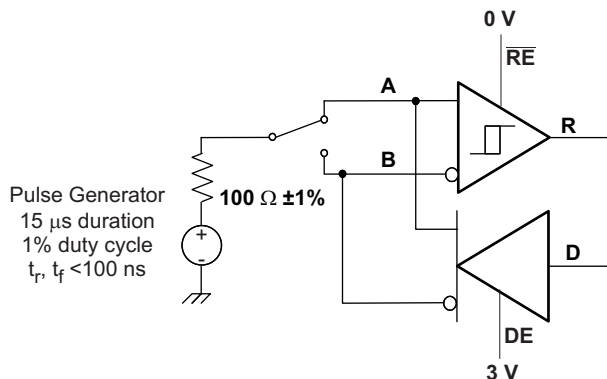 0 V
RE
A
R
B
100 Ω ±1%
Pulse Generator
15 μs duration
1% duty cycle
tr, tf <100 ns
+
-
D
DE
3 V